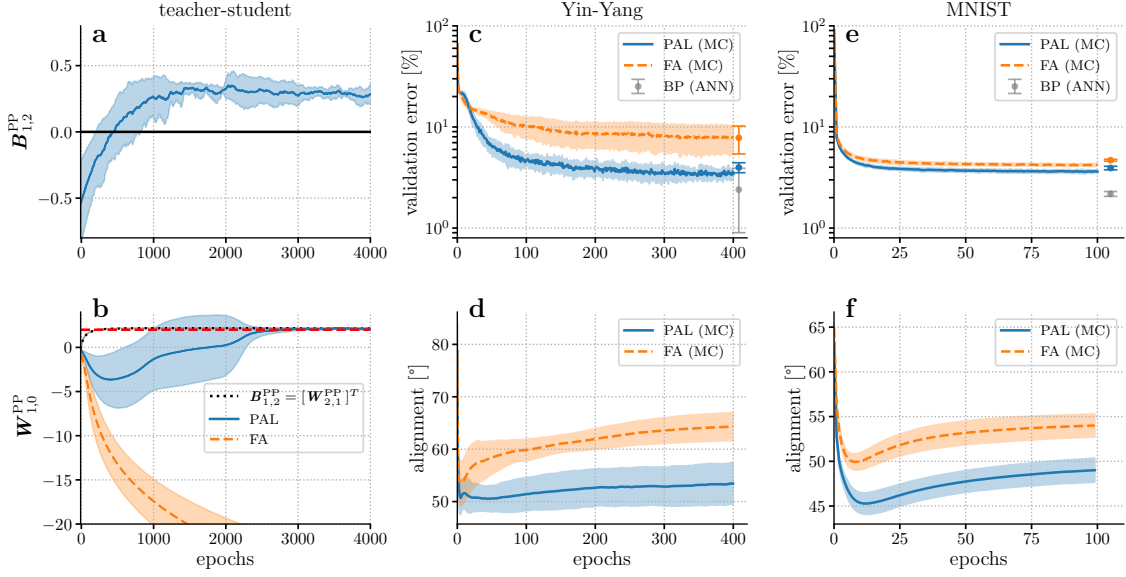 teacher-student
a
0.5
0.0
−0.5
B^PP_1,2
0
1000
2000
3000
4000
b
0
−5
−10
−15
−20
W^PP_1,0
B^PP_1,2 = [W^PP_2,1]^T
PAL
FA
0
1000
2000
3000
4000
epochs
Yin-Yang
c
PAL (MC)
FA (MC)
BP (ANN)
10^2
10^1
10^0
validation error [%]
0
100
200
300
400
d
PAL (MC)
FA (MC)
80
70
60
50
alignment [°]
0
100
200
300
400
epochs
MNIST
e
PAL (MC)
FA (MC)
BP (ANN)
10^2
10^1
10^0
validation error [%]
0
25
50
75
100
f
PAL (MC)
FA (MC)
65
60
55
50
45
alignment [°]
0
25
50
75
100
epochs